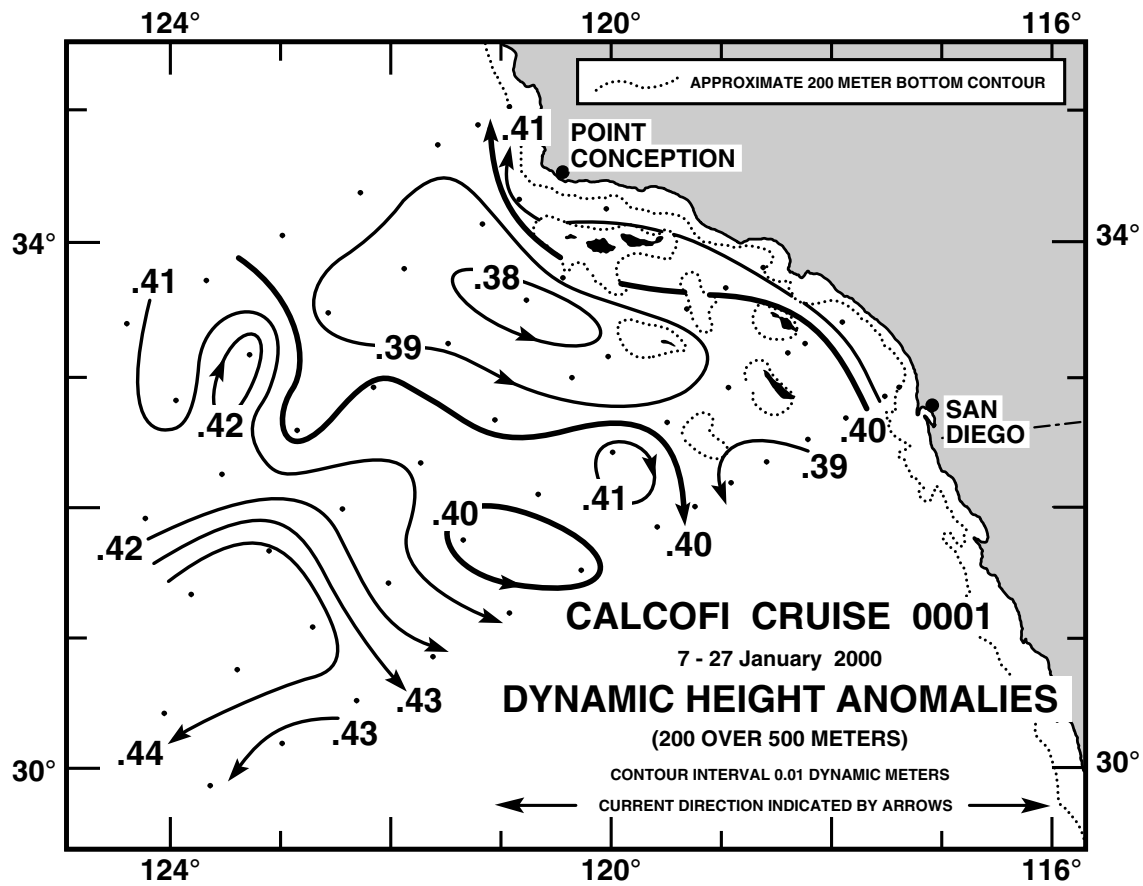 124°
120°
116°
APPROXIMATE 200 METER BOTTOM CONTOUR
.41
POINT
CONCEPTION
34°
34°
.41
.38
.39
.42
.40
SAN
DIEGO
.39
.41
.40
.42
.40
CALCOFI CRUISE 0001
7 - 27 January 2000
DYNAMIC HEIGHT ANOMALIES
.43
.43
(200 OVER 500 METERS)
.44
30°
30°
CONTOUR INTERVAL 0.01 DYNAMIC METERS
CURRENT DIRECTION INDICATED BY ARROWS
124°
120°
116°